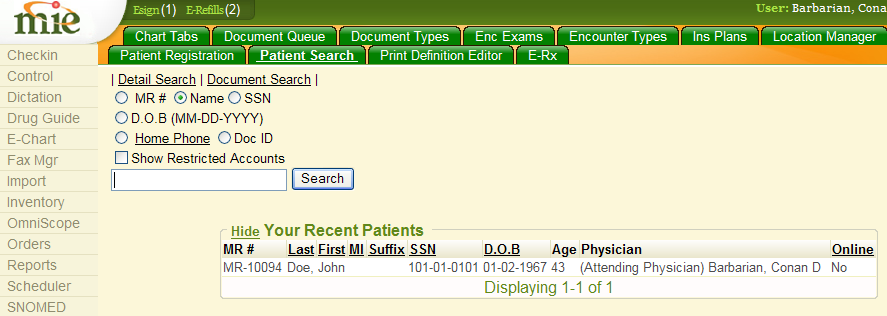 mie
Esign (1) E-Refills (2)
User: Barbarian, Cona
Chart Tabs Document Queue Document Types Enc Exams Encounter Types Ins Plans Location Manager
Patient Registration Patient Search Print Definition Editor E-Rx
Checkin
Control
Dictation
Drug Guide
E-Chart
Fax Mgr
Import
Inventory
OmniScope
Orders
Reports
Scheduler
SNOMED
| Detail Search | Document Search |
MR # Name SSN
D.O.B (MM-DD-YYYY)
Home Phone Doc ID
Show Restricted Accounts
Search
Hide Your Recent Patients
MR # Last First MI Suffix SSN D.O.B Age Physician Online
MR-10094 Doe, John 101-01-0101 01-02-1967 43 (Attending Physician) Barbarian, Conan D No
Displaying 1-1 of 1